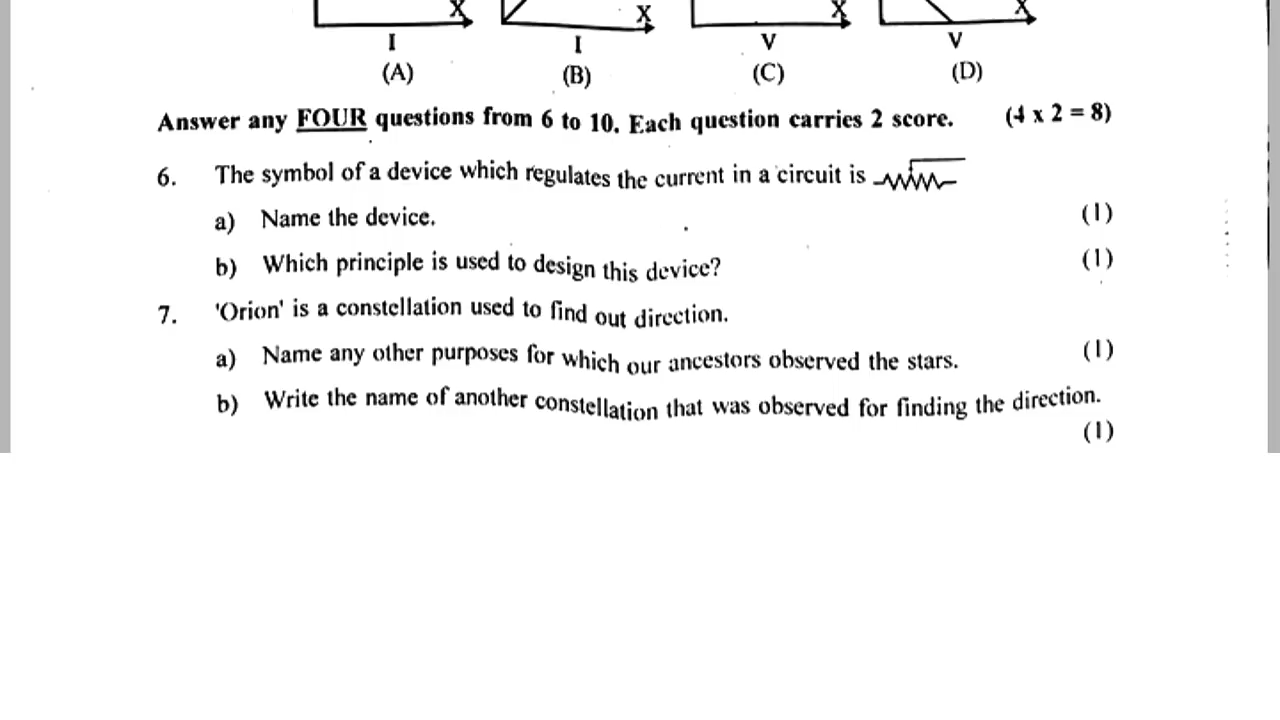 X X X X
I I V V
(A) (B) (C) (D)
Answer any FOUR questions from 6 to 10. Each question carries 2 score. (4 x 2 = 8)
6. The symbol of a device which regulates the current in a circuit is
a) Name the device. (1)
b) Which principle is used to design this device? (1)
7. 'Orion' is a constellation used to find out direction.
a) Name any other purposes for which our ancestors observed the stars. (1)
b) Write the name of another constellation that was observed for finding the direction.
(1)